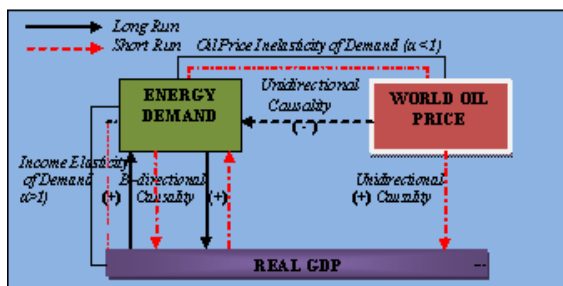 Long Run
Short Run
Oil Price Inelasticity of Demand (α<1)
ENERGY
DEMAND
Unidirectional
Causality
(-)
WORLD OIL
PRICE
Income Elasticity
of Demand
α>1)
(+)
Bi-directional
Causality
(+)
Unidirectional
(+) Causality
REAL GDP